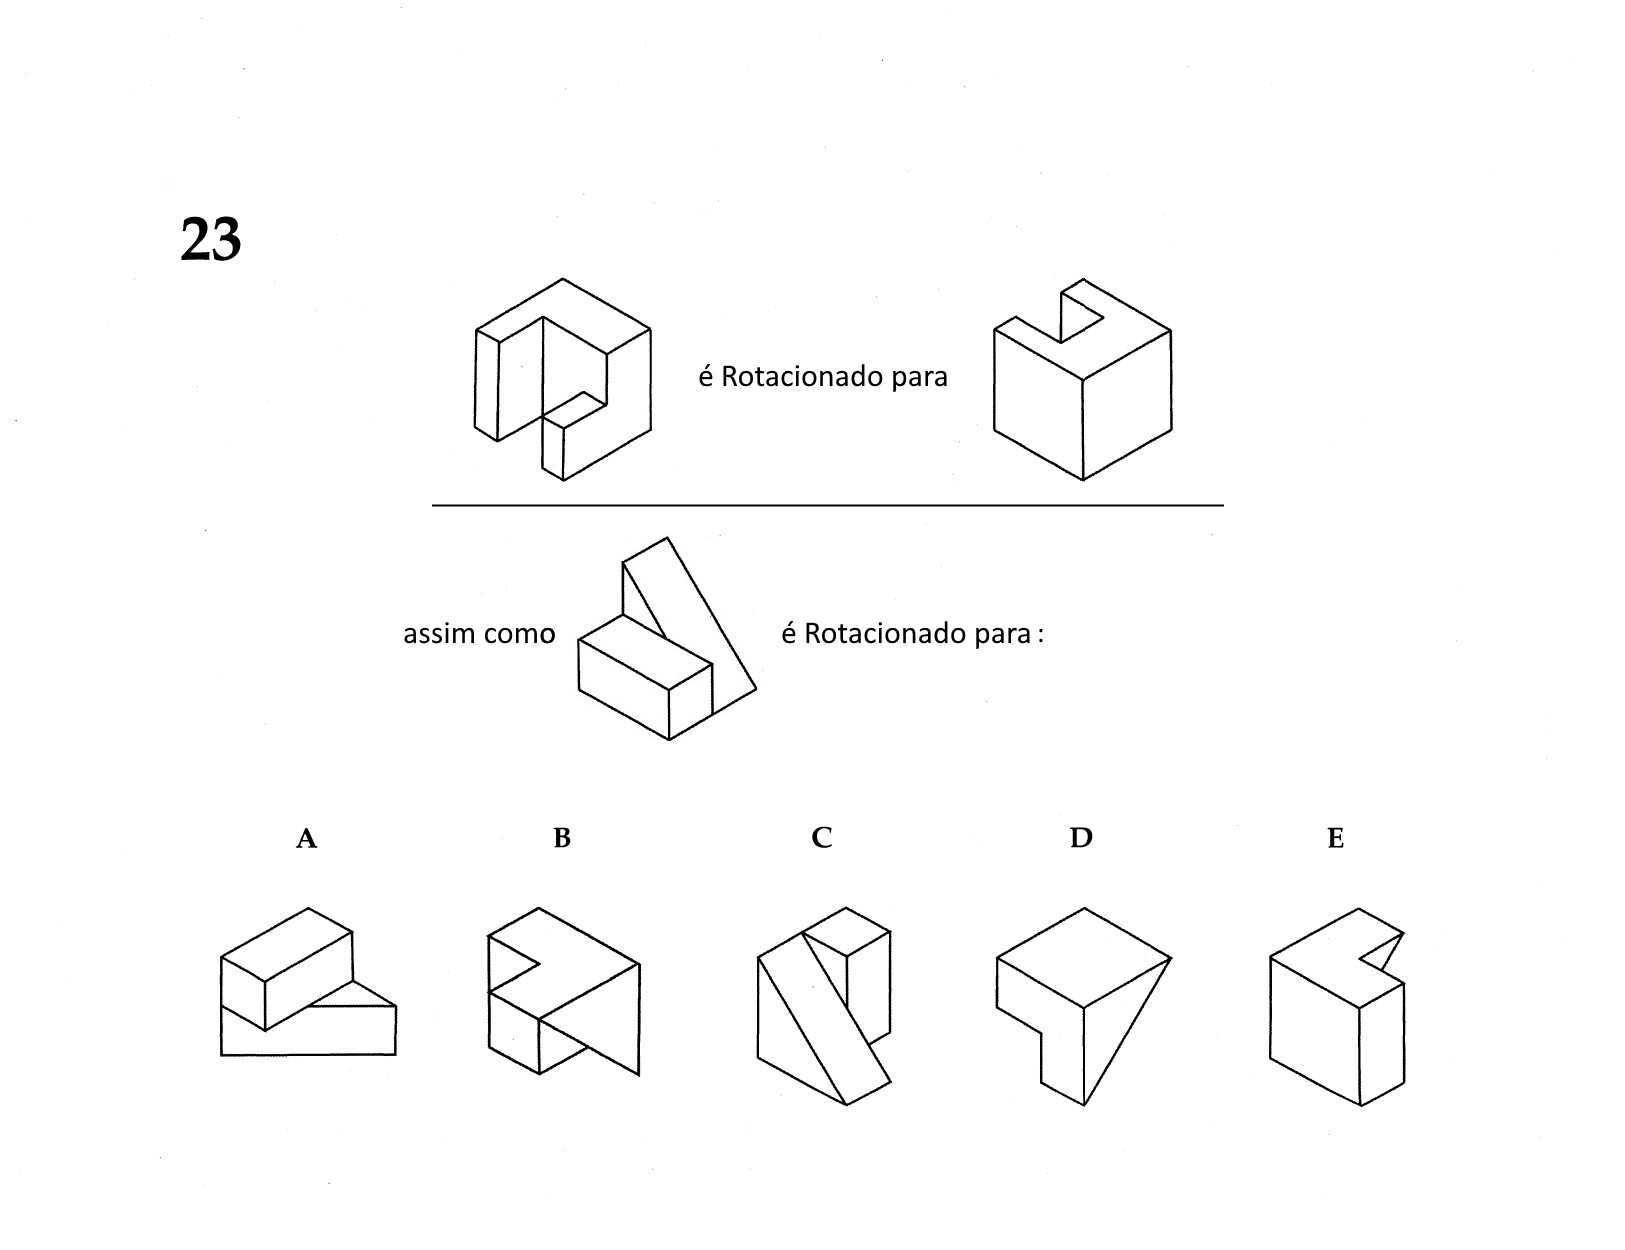 23
é Rotacionado para
assim como é Rotacionado para :
A B C D E